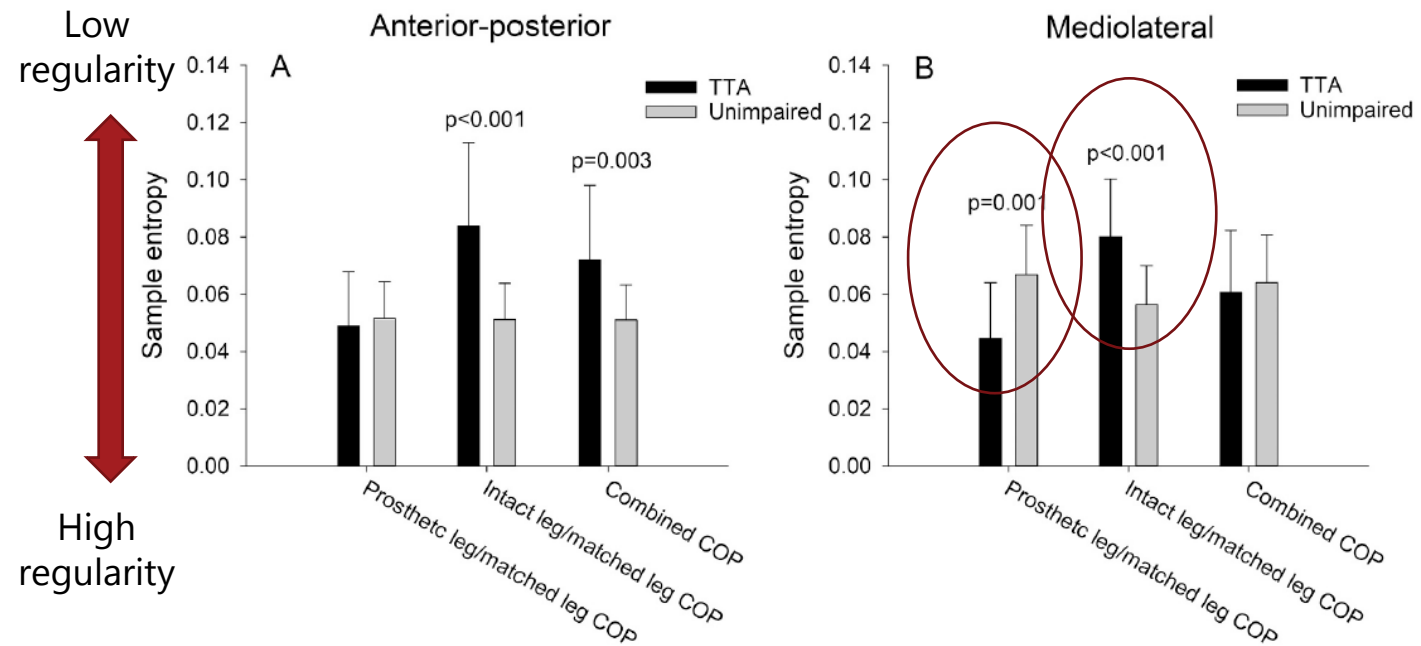 Low
regularity
High
regularity
Anterior-posterior
A
TTA
Unimpaired
p<0.001
p=0.003
Sample entropy
0.14
0.12
0.10
0.08
0.06
0.04
0.02
0.00
Prosthetc leg/matched leg COP
Intact leg/matched leg COP
Combined COP
Mediolateral
B
TTA
Unimpaired
p=0.001
p<0.001
Sample entropy
0.14
0.12
0.10
0.08
0.06
0.04
0.02
0.00
Prosthetc leg/matched leg COP
Intact leg/matched leg COP
Combined COP